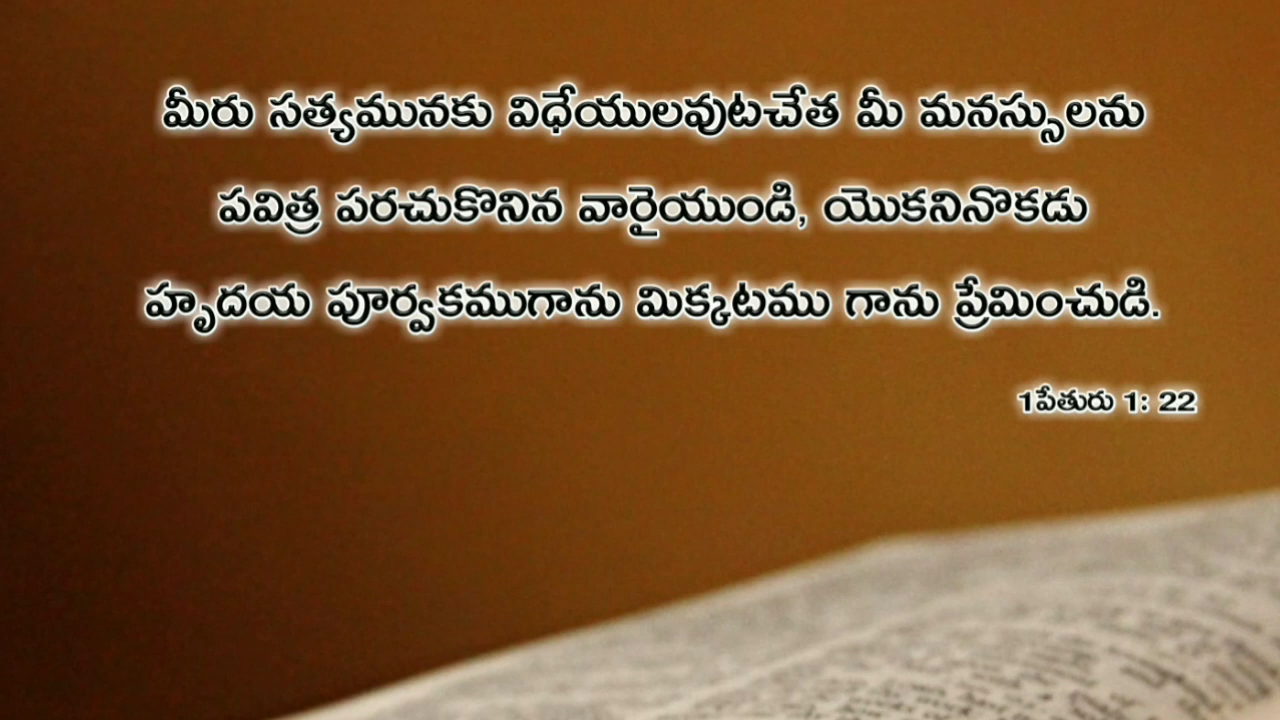 మీరు సత్యమునకు విధేయులవుటచేత మీ మనస్సులను
పవిత్ర పరచుకొనిన వారైయుండి, యొకనినొకడు
హృదయ పూర్వకముగాను మిక్కటము గాను ప్రేమించుడి.
1పేతురు 1: 22